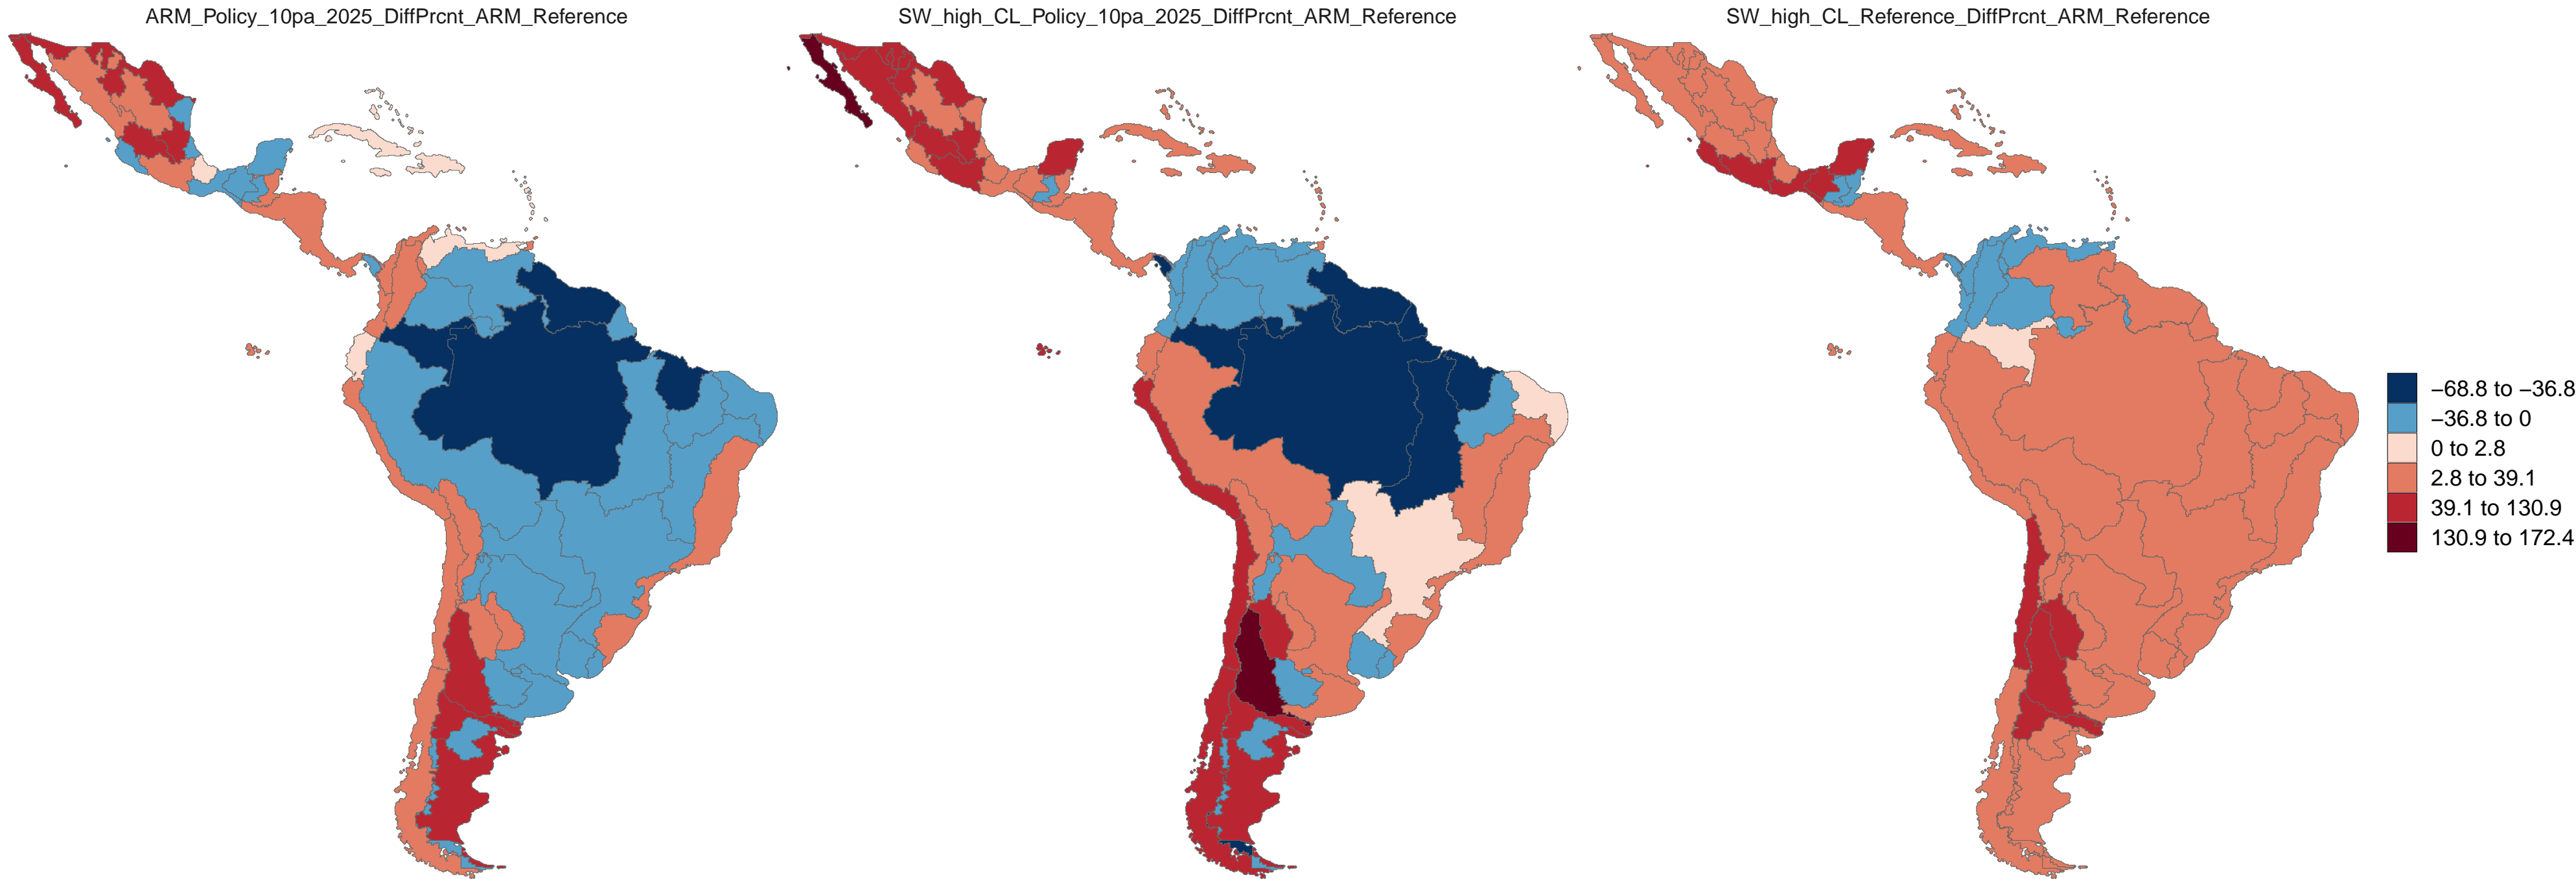 ARM_Policy_10pa_2025_DiffPrcnt_ARM_Reference
SW_high_CL_Policy_10pa_2025_DiffPrcnt_ARM_Reference
SW_high_CL_Reference_DiffPrcnt_ARM_Reference
−68.8 to −36.8
−36.8 to 0
0 to 2.8
2.8 to 39.1
39.1 to 130.9
130.9 to 172.4